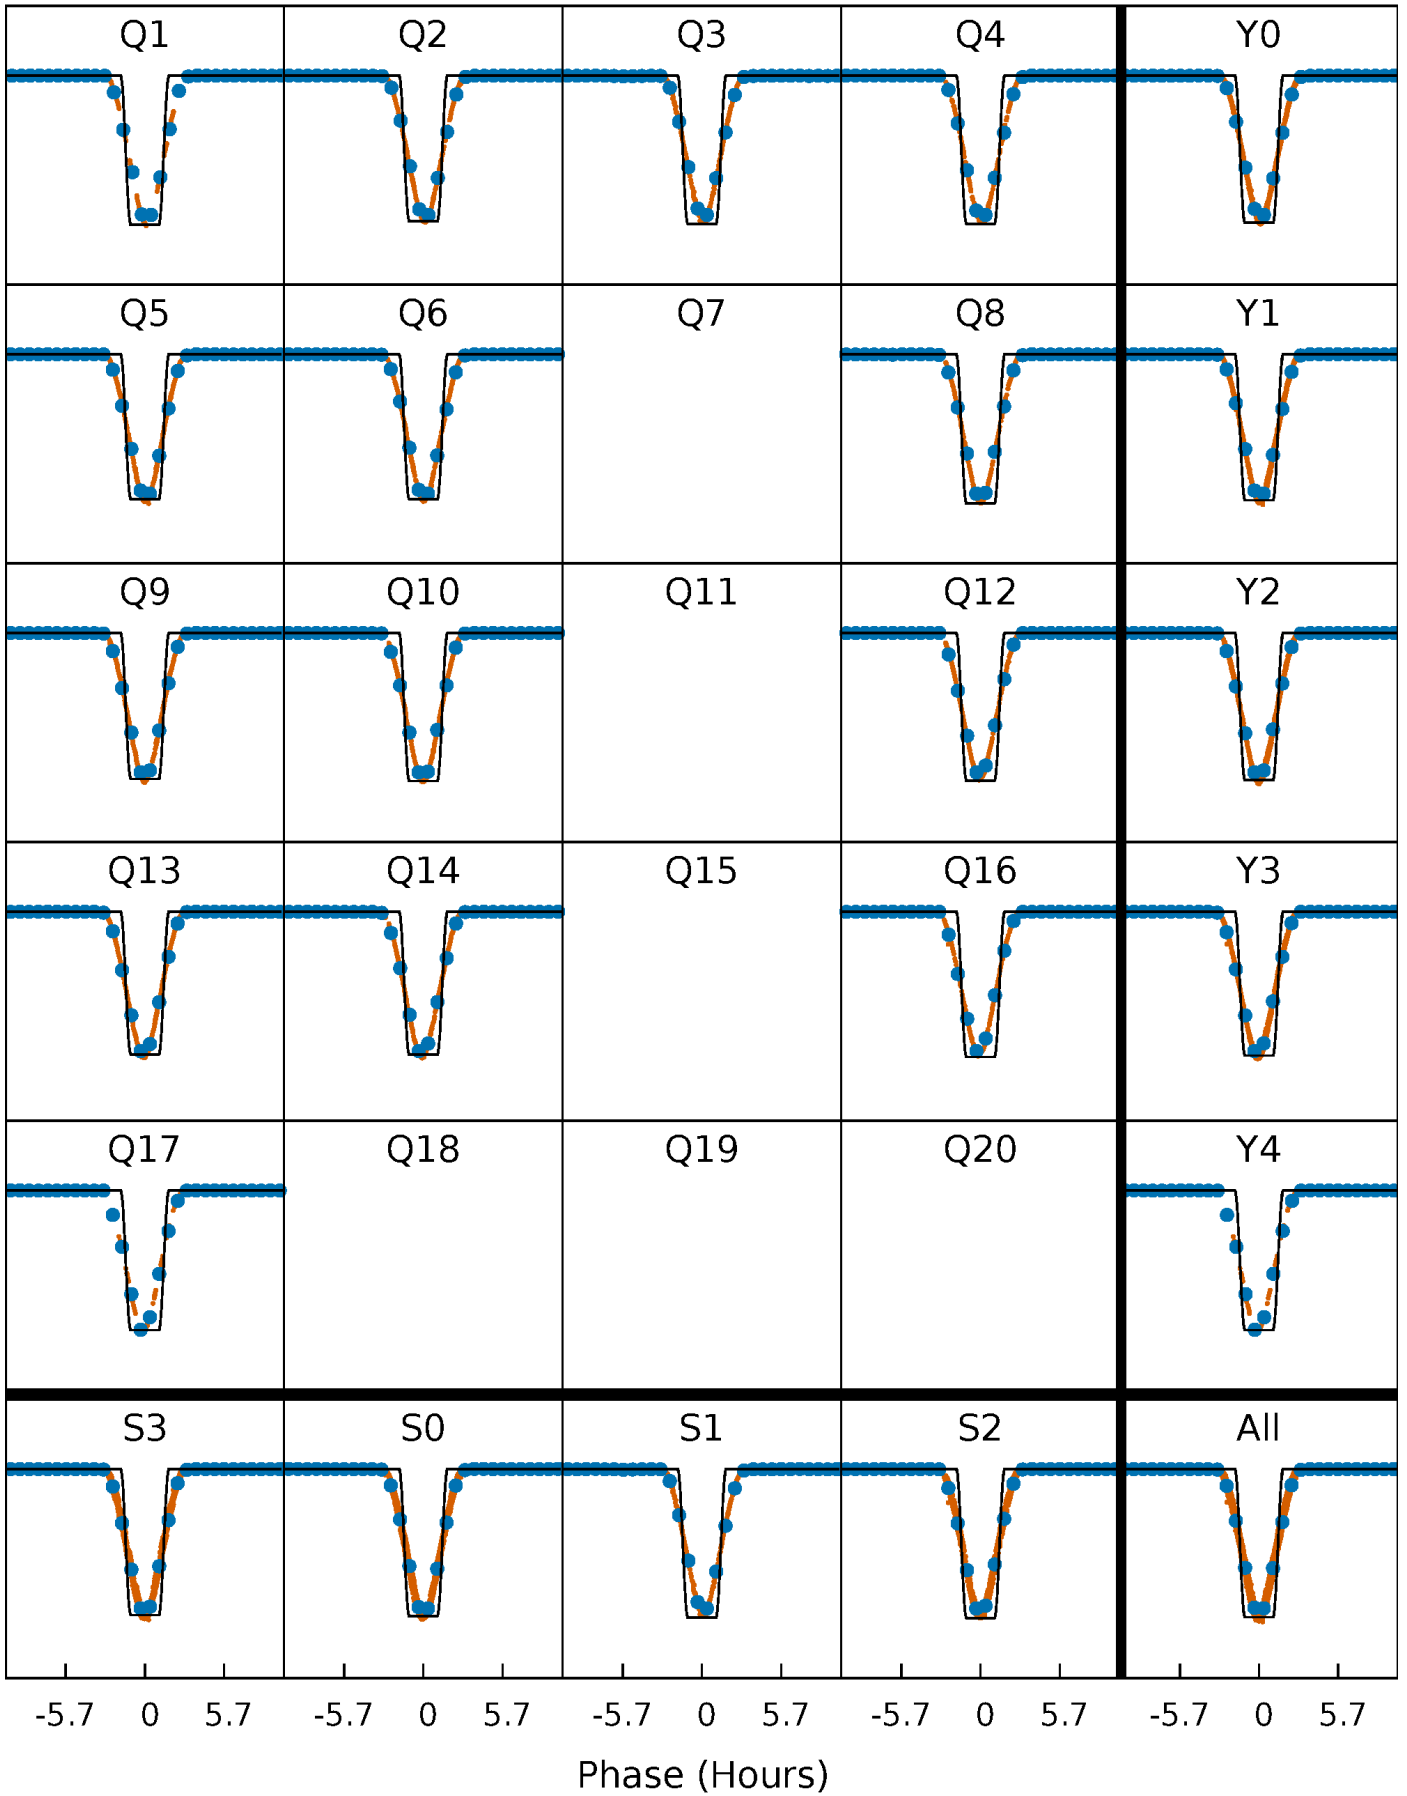 Q1 Q2 Q3 Q4 Y0
Q5 Q6 Q7 Q8 Y1
Q9 Q10 Q11 Q12 Y2
Q13 Q14 Q15 Q16 Y3
Q17 Q18 Q19 Q20 Y4
S3 S0 S1 S2 All
-5.7 0 5.7 -5.7 0 5.7 -5.7 0 5.7 -5.7 0 5.7 -5.7 0 5.7
Phase (Hours)